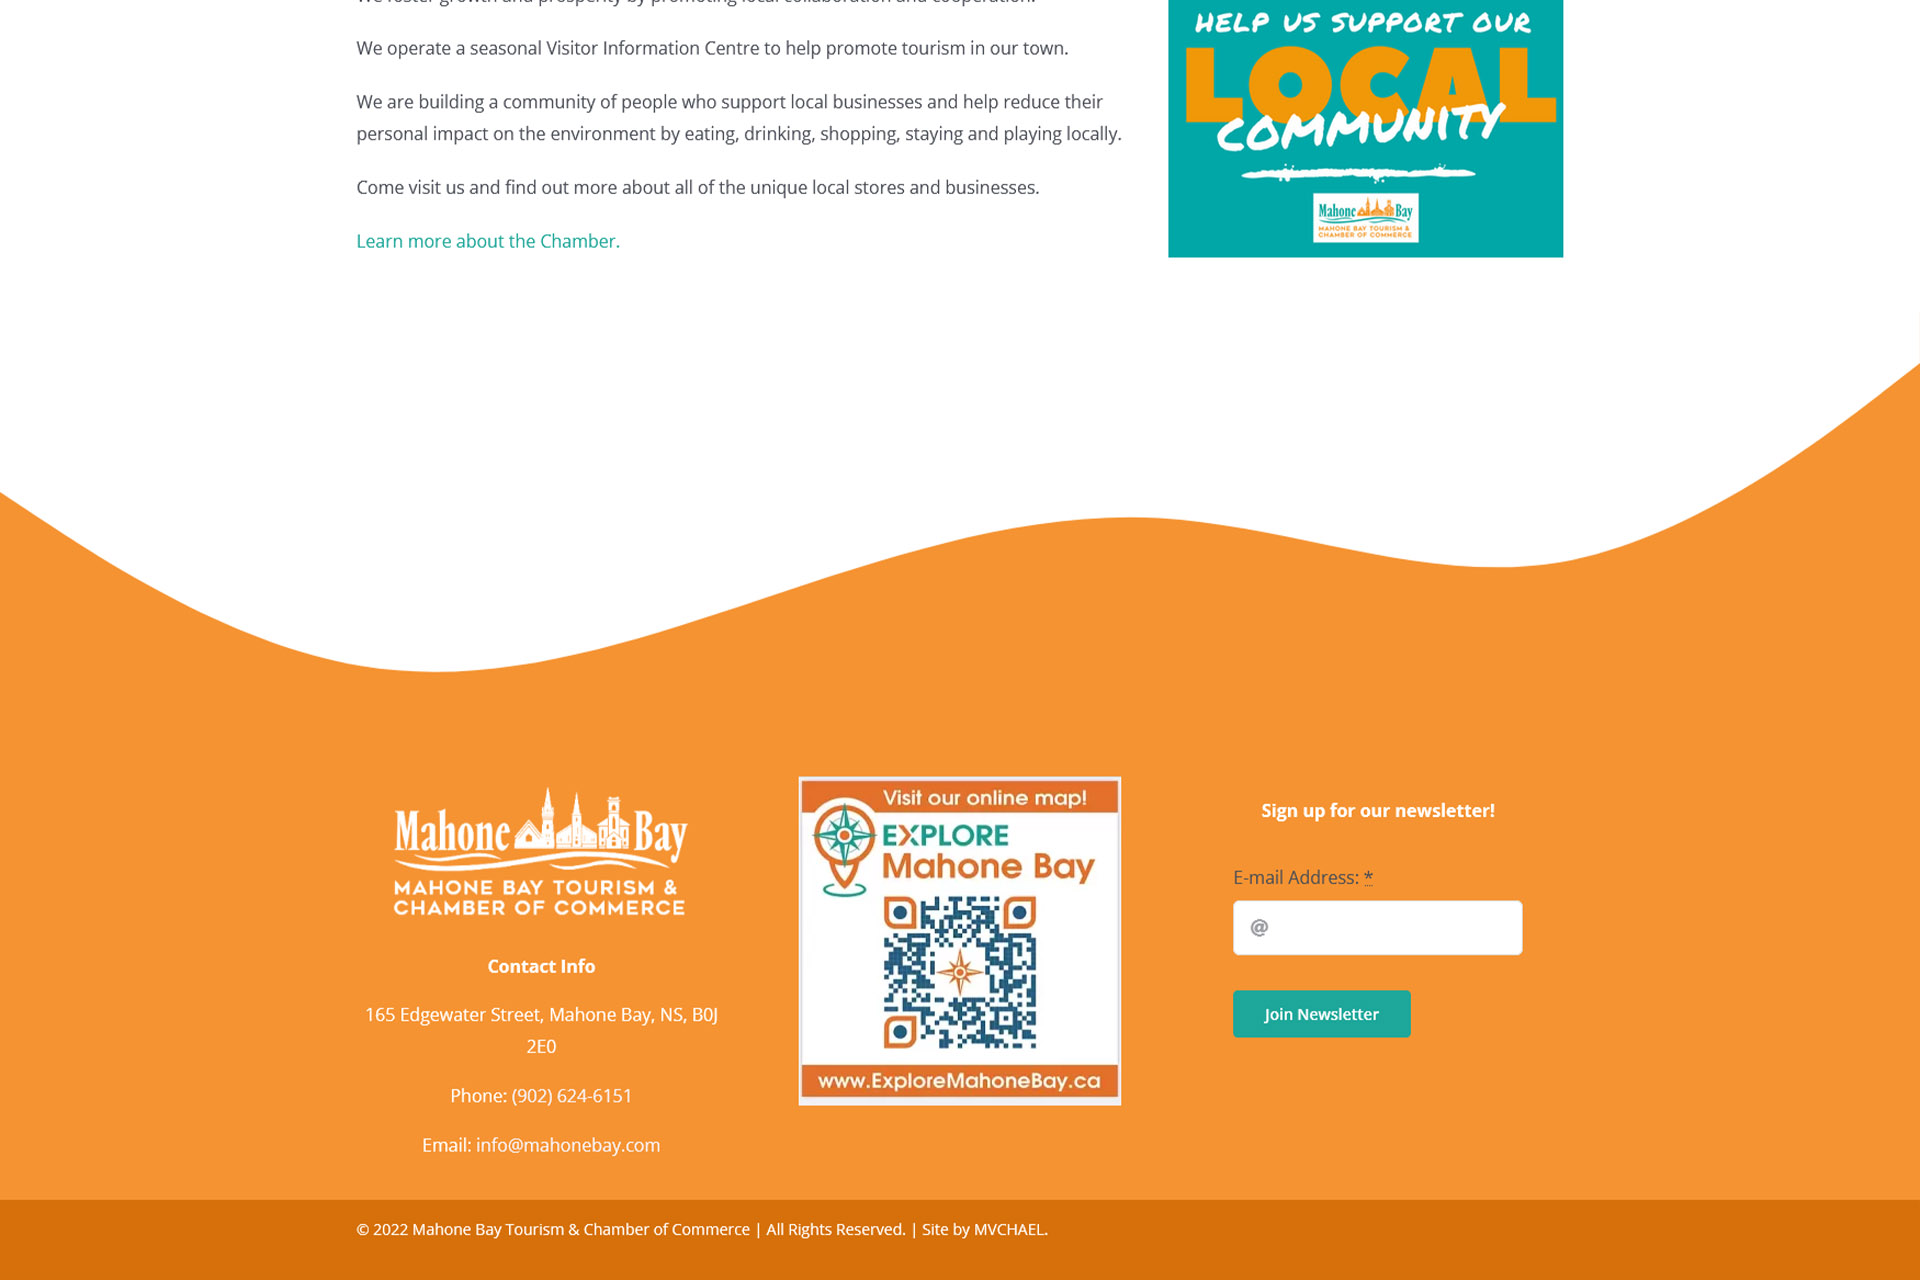 We foster growth and prosperity by promoting local collaboration and cooperation.
We operate a seasonal Visitor Information Centre to help promote tourism in our town.
We are building a community of people who support local businesses and help reduce their
personal impact on the environment by eating, drinking, shopping, staying and playing locally.
Come visit us and find out more about all of the unique local stores and businesses.
Learn more about the Chamber.
HELP US SUPPORT OUR
LOCAL
COMMUNITY
Mahone Bay
MAHONE BAY TOURISM &
CHAMBER OF COMMERCE
Mahone Bay
MAHONE BAY TOURISM &
CHAMBER OF COMMERCE
Contact Info
165 Edgewater Street, Mahone Bay, NS, B0J
2E0
Phone: (902) 624-6151
Email: info@mahonebay.com
Visit our online map!
EXPLORE
Mahone Bay
www.ExploreMahoneBay.ca
Sign up for our newsletter!
E-mail Address: *
@
Join Newsletter
© 2022 Mahone Bay Tourism & Chamber of Commerce | All Rights Reserved. | Site by MVCHAEL.